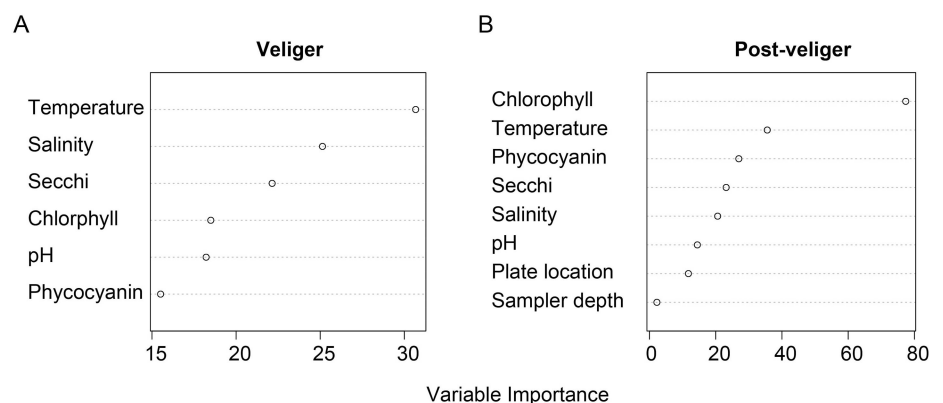 A
Veliger
Temperature
Salinity
Secchi
Chlorphyll
pH
Phycocyanin
15 20 25 30
B
Post-veliger
Chlorophyll
Temperature
Phycocyanin
Secchi
Salinity
pH
Plate location
Sampler depth
0 20 40 60 80
Variable Importance